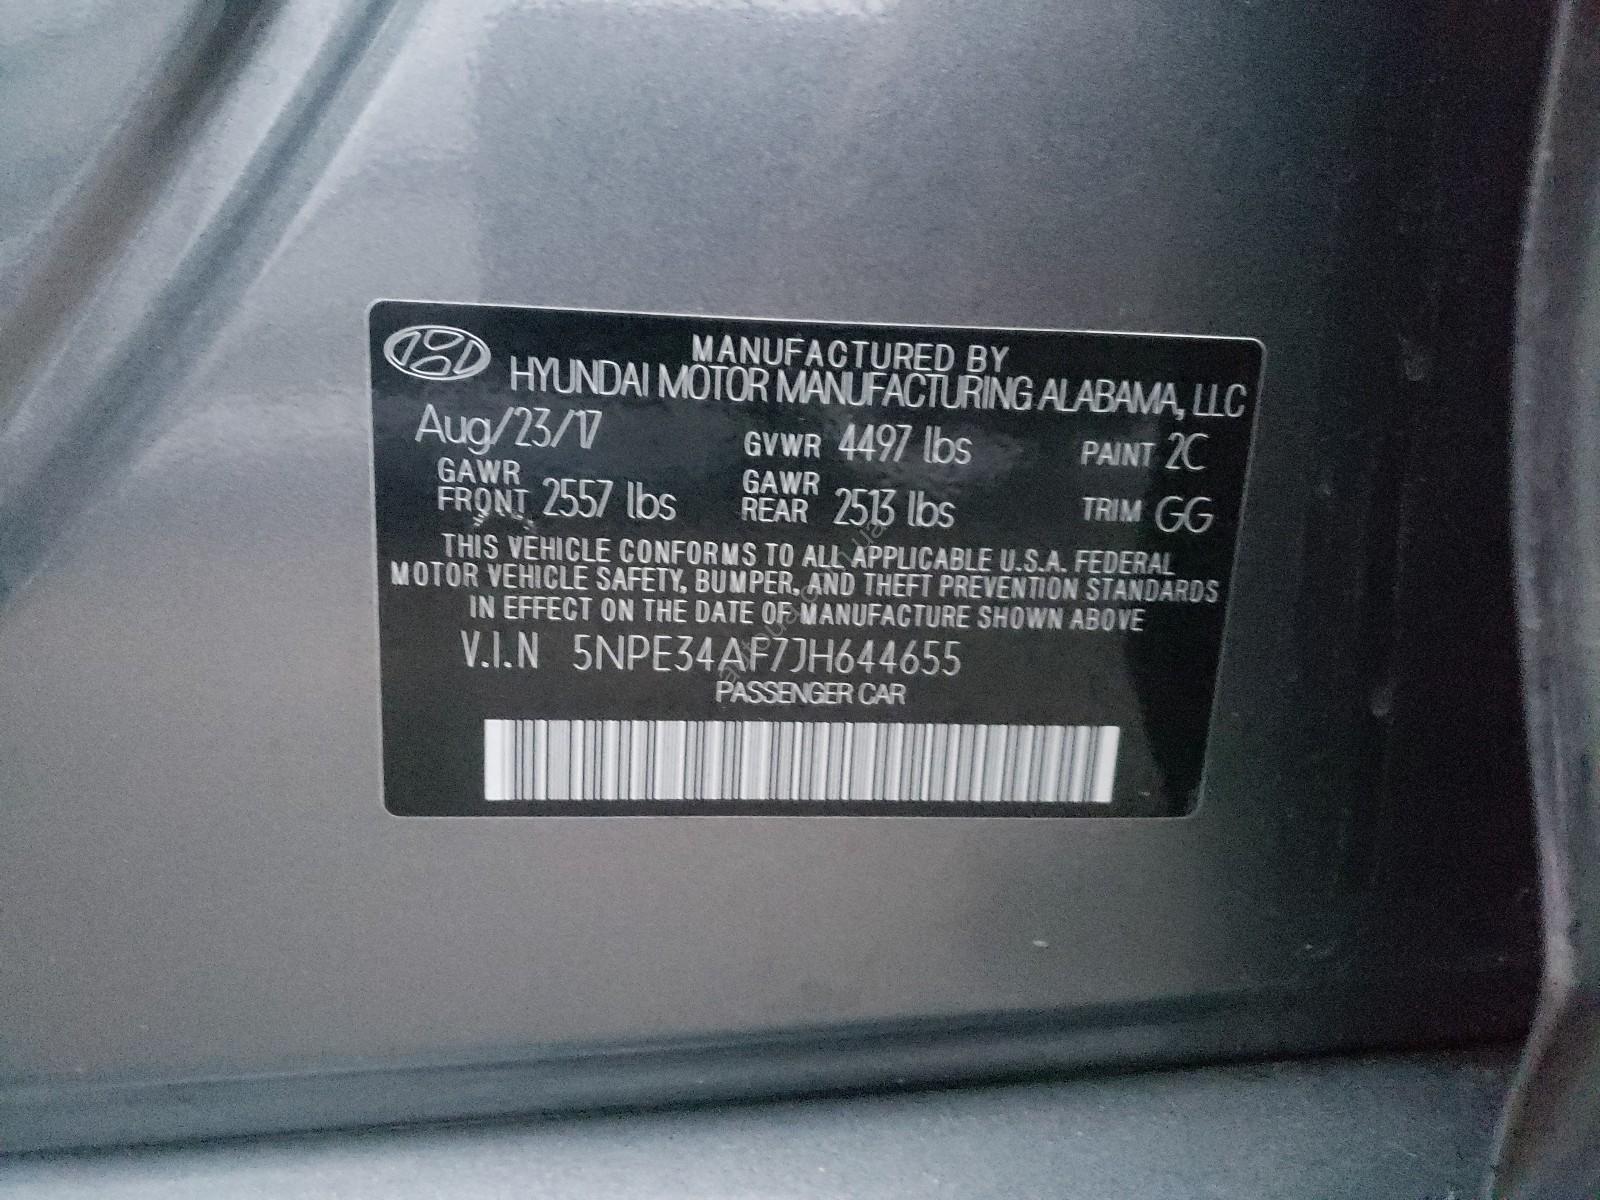 MANUFACTURED BY
HYUNDAI MOTOR MANUFACTURING ALABAMA, LLC
Aug/23/17 GVWR 4497 lbs PAINT 2C
GAWR FRONT 2557 lbs GAWR REAR 2513 lbs TRIM GG
THIS VEHICLE CONFORMS TO ALL APPLICABLE U.S.A. FEDERAL
MOTOR VEHICLE SAFETY, BUMPER, AND THEFT PREVENTION STANDARDS
IN EFFECT ON THE DATE OF MANUFACTURE SHOWN ABOVE
V.I.N 5NPE34AF7JH644655
PASSENGER CAR